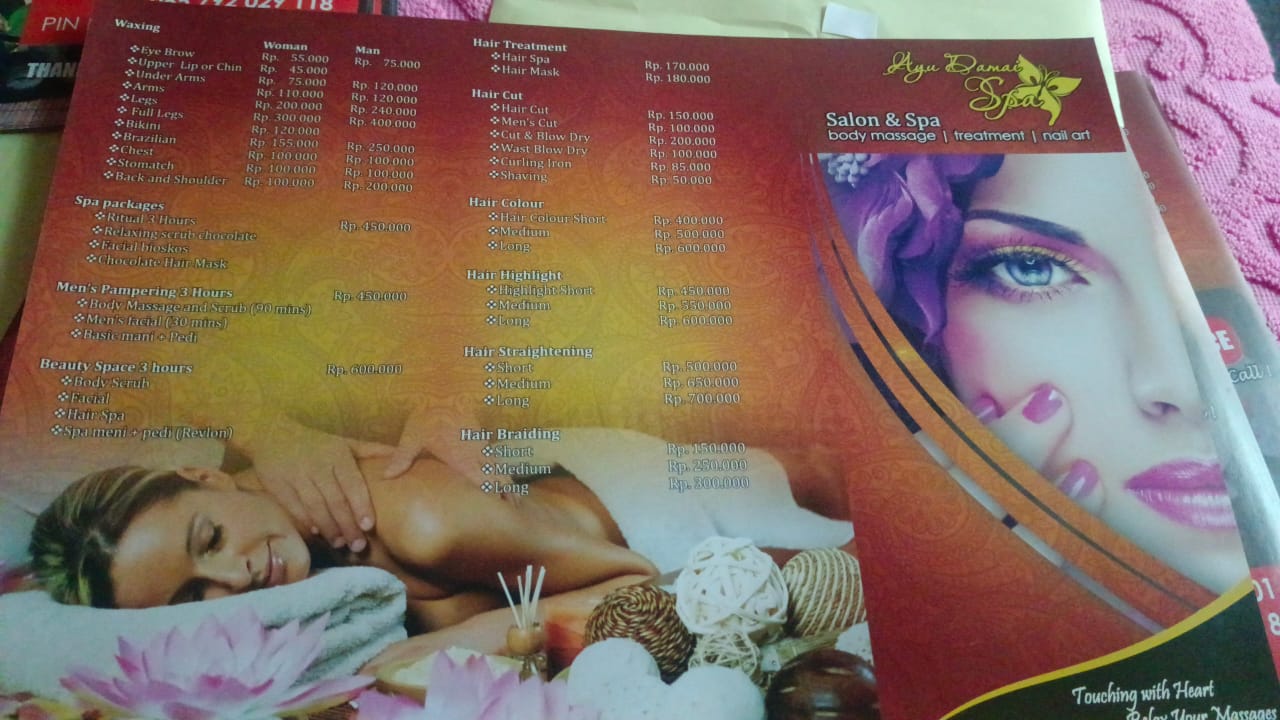 792 029 118
PIN
THAN
Waxing
Woman Man
❖Eye Brow Rp. 55.000 Rp. 75.000
❖Upper Lip or Chin Rp. 45.000
❖Under Arms Rp. 75.000 Rp. 120.000
❖Arms Rp. 110.000 Rp. 120.000
❖Legs Rp. 200.000 Rp. 240.000
❖Full Legs Rp. 300.000 Rp. 400.000
❖Bikini Rp. 120.000
❖Brazilian Rp. 155.000 Rp. 250.000
❖Chest Rp. 100.000 Rp. 100.000
❖Stomatch Rp. 100.000 Rp. 100.000
❖Back and Shoulder Rp. 100.000 Rp. 200.000
Spa packages
❖Ritual 3 Hours Rp. 450.000
❖Relaxing scrub chocolate
❖Facial bioskos
❖Chocolate Hair Mask
Men's Pampering 3 Hours Rp. 450.000
❖Body Massage and Scrub (90 mins)
❖Men's facial (30 mins)
❖Basic mani + Pedi
Beauty Space 3 hours Rp. 600.000
❖Body Scrub
❖Facial
❖Hair Spa
❖Spa meni + pedi (Revlon)
Hair Treatment
❖Hair Spa Rp. 170.000
❖Hair Mask Rp. 180.000
Hair Cut
❖Hair Cut Rp. 150.000
❖Men's Cut Rp. 100.000
❖Cut & Blow Dry Rp. 200.000
❖Wast Blow Dry Rp. 100.000
❖Curling Iron Rp. 85.000
❖Shaving Rp. 50.000
Hair Colour
❖Hair Colour Short Rp. 400.000
❖Medium Rp. 500.000
❖Long Rp. 600.000
Hair Highlight
❖Highlight Short Rp. 450.000
❖Medium Rp. 550.000
❖Long Rp. 600.000
Hair Straightening
❖Short Rp. 500.000
❖Medium Rp. 650.000
❖Long Rp. 700.000
Hair Braiding
❖Short Rp. 150.000
❖Medium Rp. 250.000
❖Long Rp. 300.000
Ayu Damai
Spa
Salon & Spa
body massage | treatment | nail art
Call !
01
8
Touching with Heart
Relax Your Massages